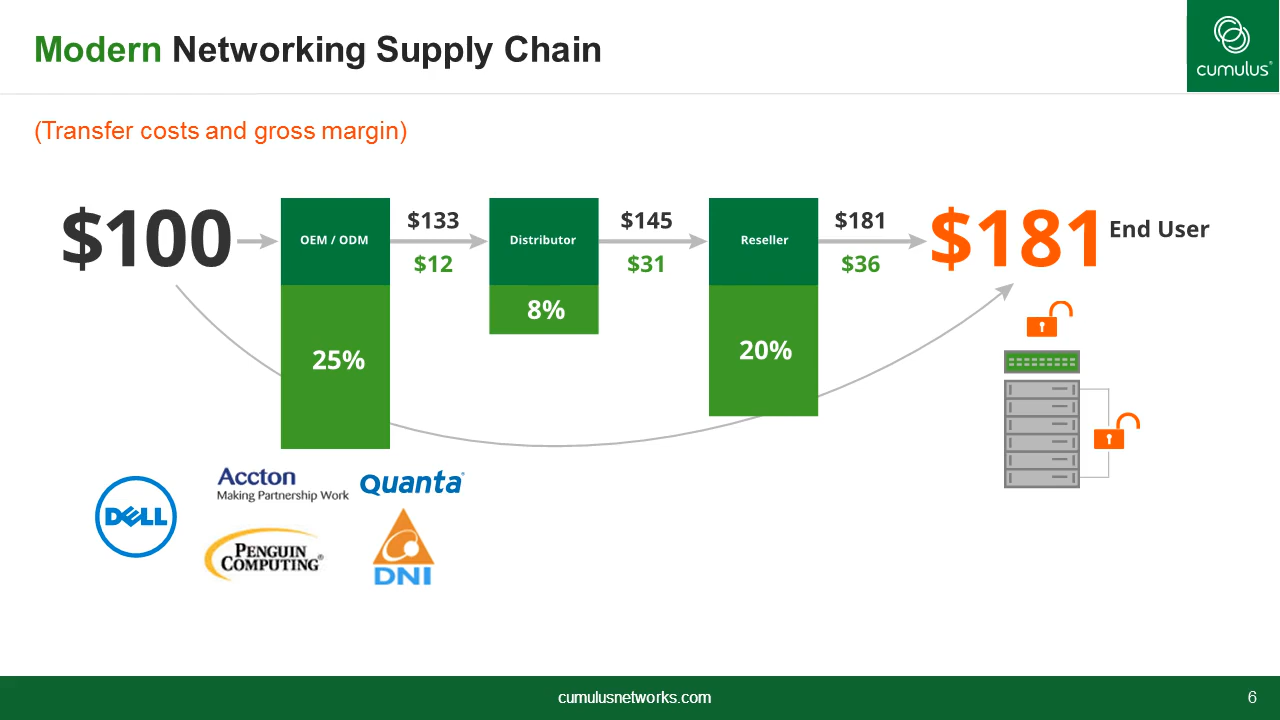 Modern Networking Supply Chain
cumulus®
(Transfer costs and gross margin)
$100
OEM / ODM
25%
$133
$12
Distributor
8%
$145
$31
Reseller
20%
$181
$36
$181
End User
DELL
Accton
Making Partnership Work
Quanta®
PENGUIN
COMPUTING®
DNI
cumulusnetworks.com
6